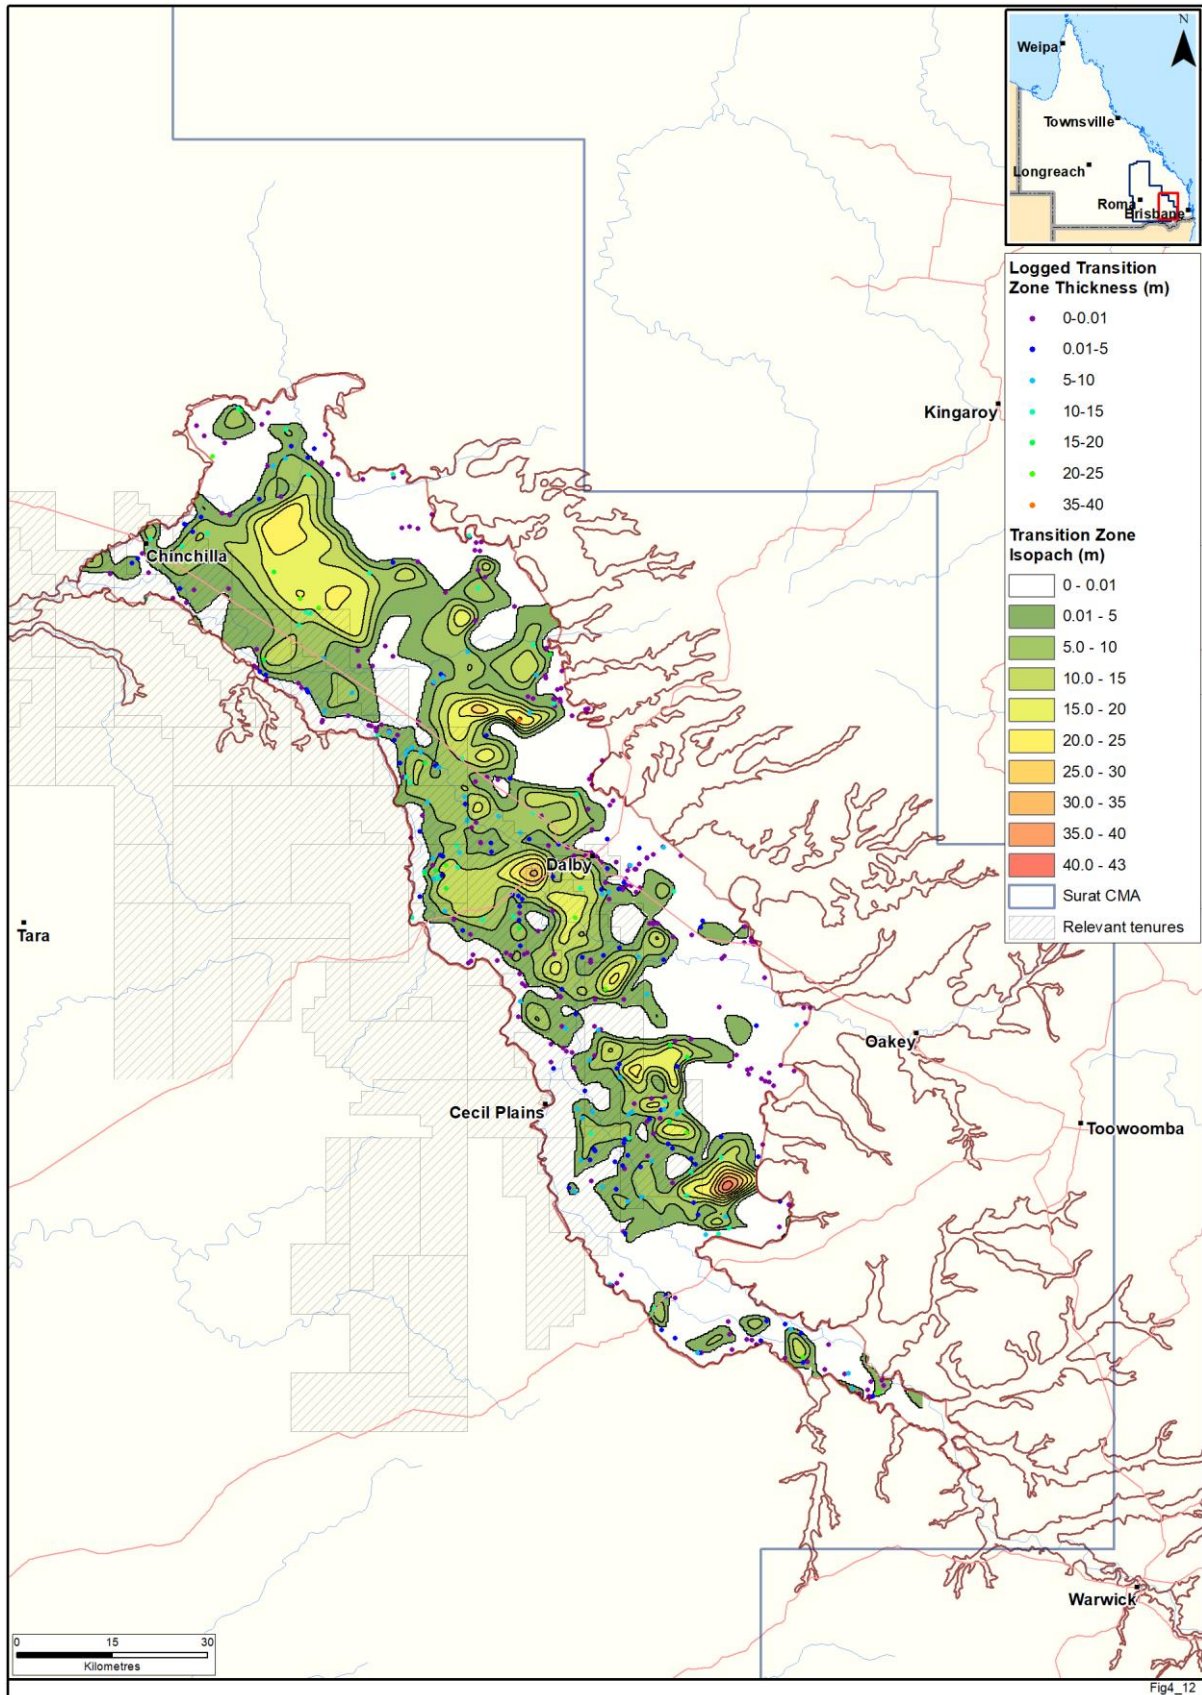 N
Weipa
Townsville
Longreach
Roma
Brisbane
Logged Transition
Zone Thickness (m)
0-0.01
0.01-5
5-10
10-15
15-20
20-25
35-40
Transition Zone
Isopach (m)
0 - 0.01
0.01 - 5
5.0 - 10
10.0 - 15
15.0 - 20
20.0 - 25
25.0 - 30
30.0 - 35
35.0 - 40
40.0 - 43
Surat CMA
Relevant tenures
Kingaroy
Chinchilla
Dalby
Tara
Oakey
Cecil Plains
Toowoomba
Warwick
0 15 30
Kilometres
Fig4_12